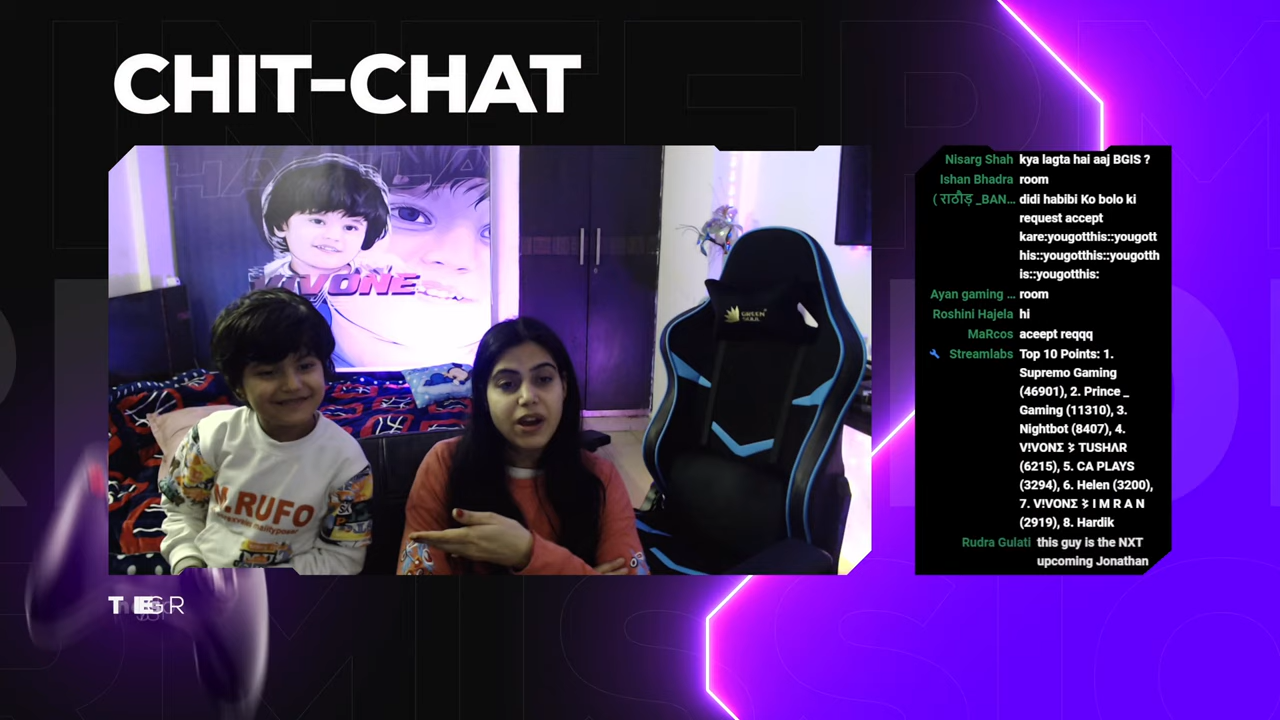 CHIT-CHAT
VIVONE
GREEN
SOUL
M.RUFO
Nisarg Shah kya lagta hai aaj BGIS ?
Ishan Bhadra room
( राठौड़ _BAN... didi habibi Ko bolo ki
request accept
kare:yougotthis::yougott
his::yougotthis::yougotth
is::yougotthis:
Ayan gaming ... room
Roshini Hajela hi
MaRcos aceept reqqq
Streamlabs Top 10 Points: 1.
Supremo Gaming
(46901), 2. Prince _
Gaming (11310), 3.
Nightbot (8407), 4.
V!VONΣ 〻 TUSHΛR
(6215), 5. CA PLAYS
(3294), 6. Helen (3200),
7. V!VONΣ 〻 I M R A N
(2919), 8. Hardik
Rudra Gulati this guy is the NXT
upcoming Jonathan